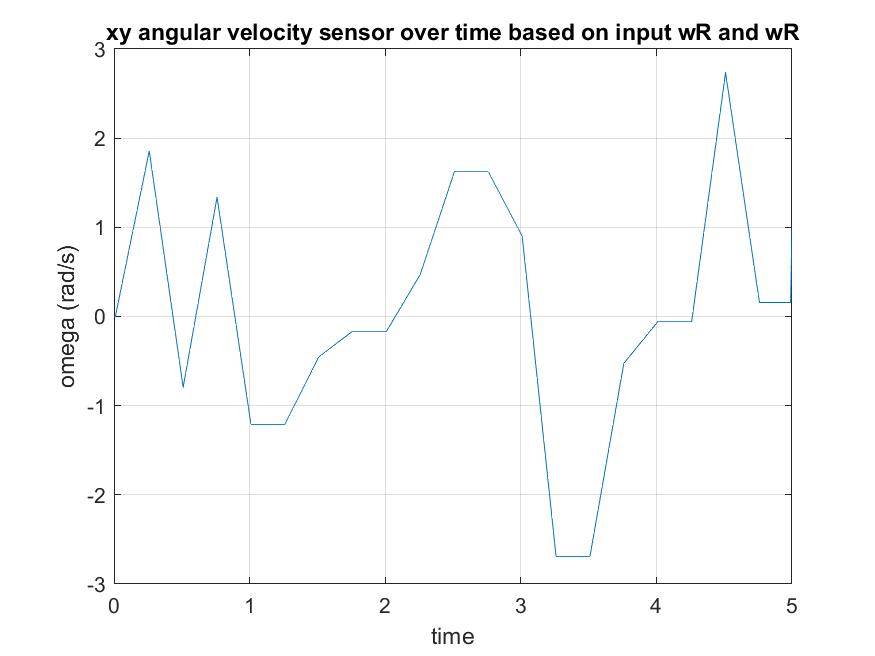 xy angular velocity sensor over time based on input wR and wR
3
2
1
0
-1
-2
-3
omega (rad/s)
0 1 2 3 4 5
time